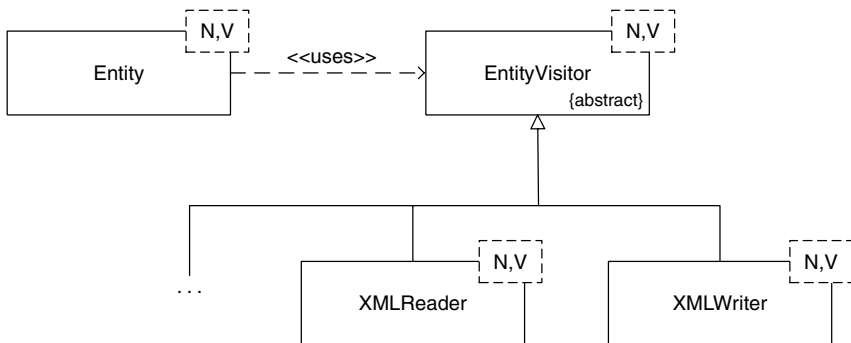 N,V
N,V
Entity
<<uses>>
EntityVisitor
{abstract}
. . .
N,V
N,V
XMLReader
XMLWriter